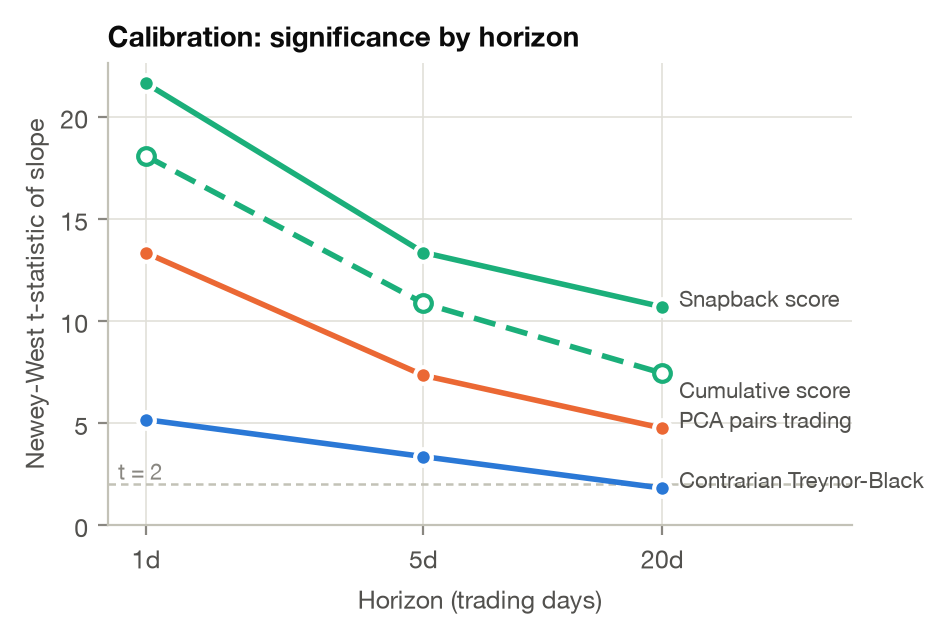 Calibration: significance by horizon
Newey-West t-statistic of slope
20
15
10
5
0
t = 2
Snapback score
Cumulative score
PCA pairs trading
Contrarian Treynor-Black
1d
5d
20d
Horizon (trading days)